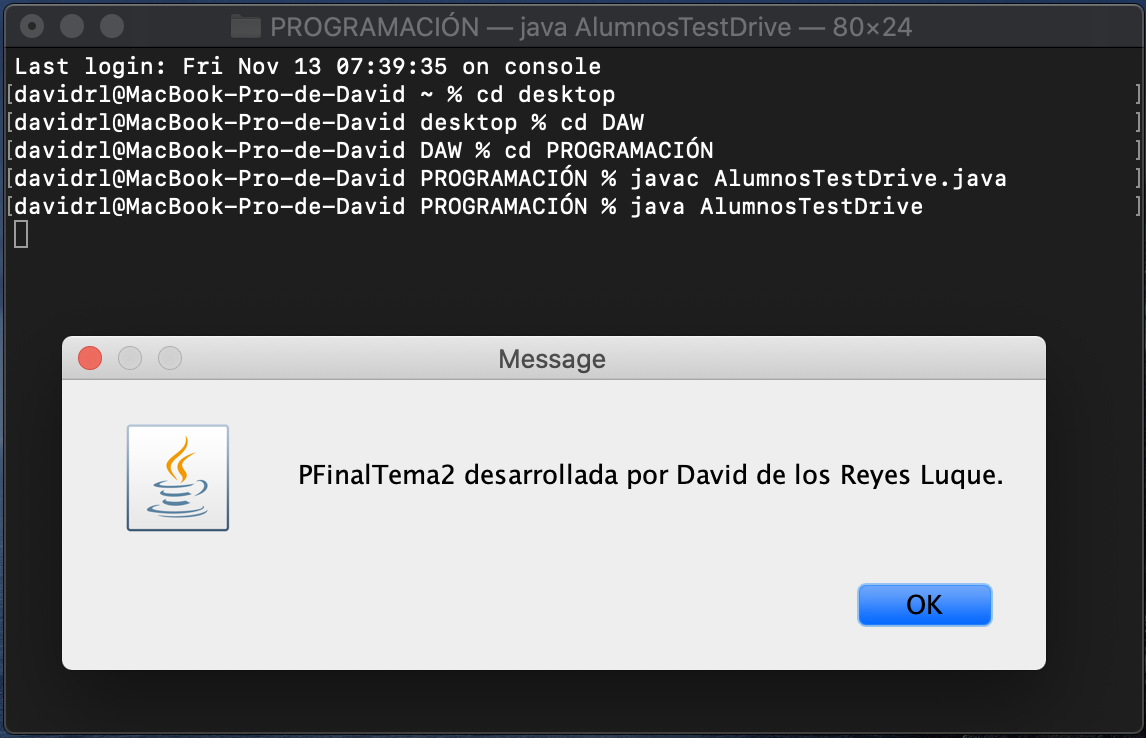 PROGRAMACIÓN — java AlumnosTestDrive — 80×24
Last login: Fri Nov 13 07:39:35 on console
[davidrl@MacBook-Pro-de-David ~ % cd desktop ]
[davidrl@MacBook-Pro-de-David desktop % cd DAW ]
[davidrl@MacBook-Pro-de-David DAW % cd PROGRAMACIÓN ]
[davidrl@MacBook-Pro-de-David PROGRAMACIÓN % javac AlumnosTestDrive.java ]
[davidrl@MacBook-Pro-de-David PROGRAMACIÓN % java AlumnosTestDrive ]
Message
PFinalTema2 desarrollada por David de los Reyes Luque.
OK